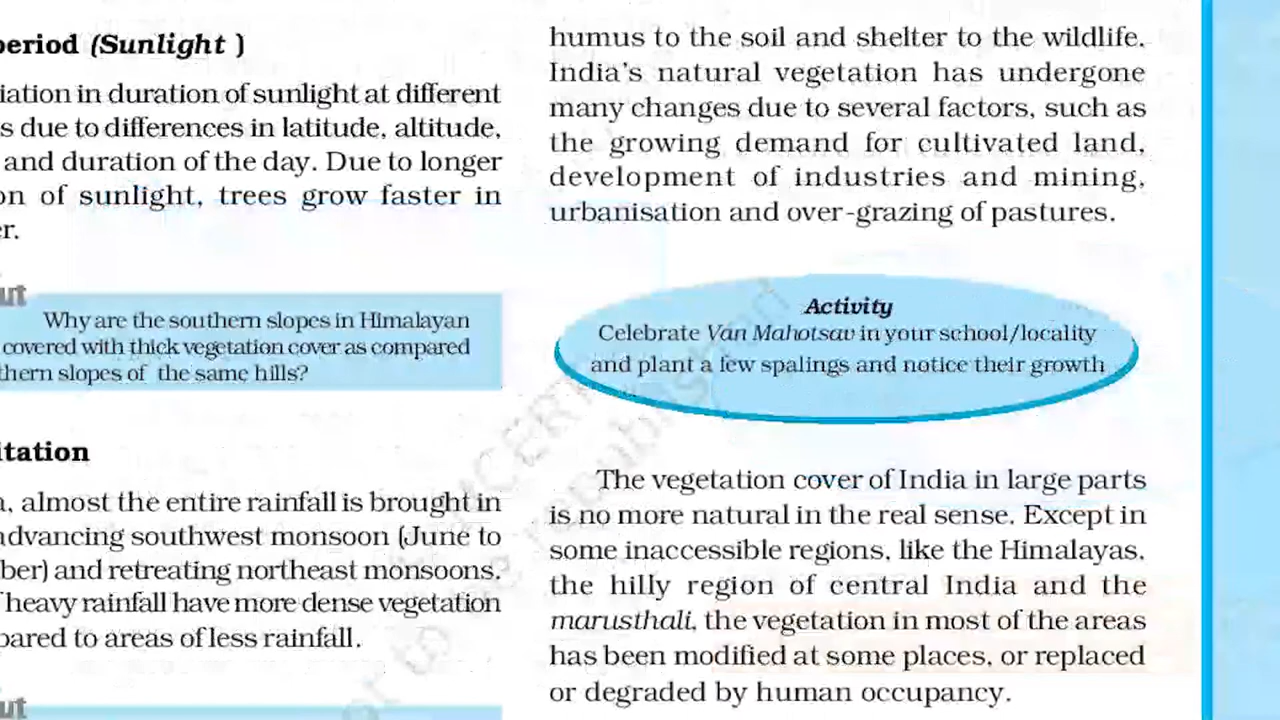 period (Sunlight )
iation in duration of sunlight at different
s due to differences in latitude, altitude,
and duration of the day. Due to longer
on of sunlight, trees grow faster in
er.
ut
Why are the southern slopes in Himalayan
covered with thick vegetation cover as compared
thern slopes of the same hills?
itation
a, almost the entire rainfall is brought in
advancing southwest monsoon (June to
ber) and retreating northeast monsoons.
f heavy rainfall have more dense vegetation
pared to areas of less rainfall.
ut
humus to the soil and shelter to the wildlife.
India's natural vegetation has undergone
many changes due to several factors, such as
the growing demand for cultivated land,
development of industries and mining,
urbanisation and over-grazing of pastures.
Activity
Celebrate Van Mahotsav in your school/locality
and plant a few spalings and notice their growth
The vegetation cover of India in large parts
is no more natural in the real sense. Except in
some inaccessible regions, like the Himalayas,
the hilly region of central India and the
marusthali, the vegetation in most of the areas
has been modified at some places, or replaced
or degraded by human occupancy.